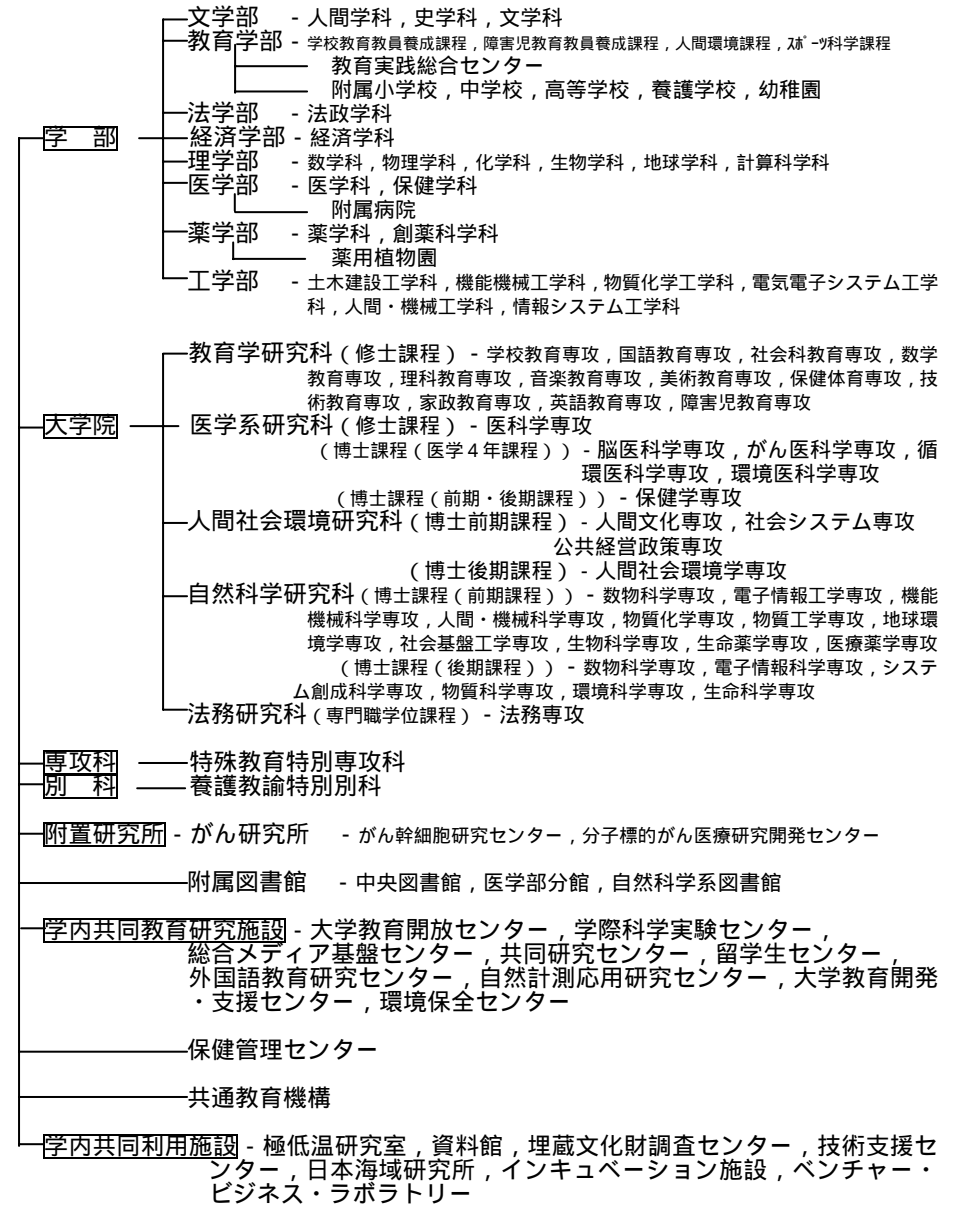 文学部 - 人間学科，史学科，文学科
教育学部 - 学校教育教員養成課程，障害児教育教員養成課程，人間環境課程，ｽﾎﾟｰﾂ科学課程
教育実践総合センター
附属小学校，中学校，高等学校，養護学校，幼稚園
法学部 - 法政学科
学　部 経済学部 - 経済学科
理学部 - 数学科，物理学科，化学科，生物学科，地球学科，計算科学科
医学部 - 医学科，保健学科
附属病院
薬学部 - 薬学科，創薬科学科
薬用植物園
工学部 - 土木建設工学科，機能機械工学科，物質化学工学科，電気電子システム工学
科，人間・機械工学科，情報システム工学科
教育学研究科（修士課程） - 学校教育専攻，国語教育専攻，社会科教育専攻，数学
教育専攻，理科教育専攻，音楽教育専攻，美術教育専攻，保健体育専攻，技
術教育専攻，家政教育専攻，英語教育専攻，障害児教育専攻
大学院 医学系研究科（修士課程） - 医科学専攻
（博士課程（医学４年課程）） - 脳医科学専攻，がん医科学専攻，循
環医科学専攻，環境医科学専攻
（博士課程（前期・後期課程）） - 保健学専攻
人間社会環境研究科（博士前期課程） - 人間文化専攻，社会システム専攻
公共経営政策専攻
（博士後期課程） - 人間社会環境学専攻
自然科学研究科（博士課程（前期課程）） - 数物科学専攻，電子情報工学専攻，機能
機械科学専攻，人間・機械科学専攻，物質化学専攻，物質工学専攻，地球環
境学専攻，社会基盤工学専攻，生物科学専攻，生命薬学専攻，医療薬学専攻
（博士課程（後期課程）） - 数物科学専攻，電子情報科学専攻，システ
ム創成科学専攻，物質科学専攻，環境科学専攻，生命科学専攻
法務研究科（専門職学位課程） - 法務専攻
専攻科 特殊教育特別専攻科
別　科 養護教諭特別別科
附置研究所 - がん研究所 - がん幹細胞研究センター，分子標的がん医療研究開発センター
附属図書館 - 中央図書館，医学部分館，自然科学系図書館
学内共同教育研究施設 - 大学教育開放センター，学際科学実験センター，
総合メディア基盤センター，共同研究センター，留学生センター，
外国語教育研究センター，自然計測応用研究センター，大学教育開発
・支援センター，環境保全センター
保健管理センター
共通教育機構
学内共同利用施設 - 極低温研究室，資料館，埋蔵文化財調査センター，技術支援セ
ンター，日本海域研究所，インキュベーション施設，ベンチャー・
ビジネス・ラボラトリー